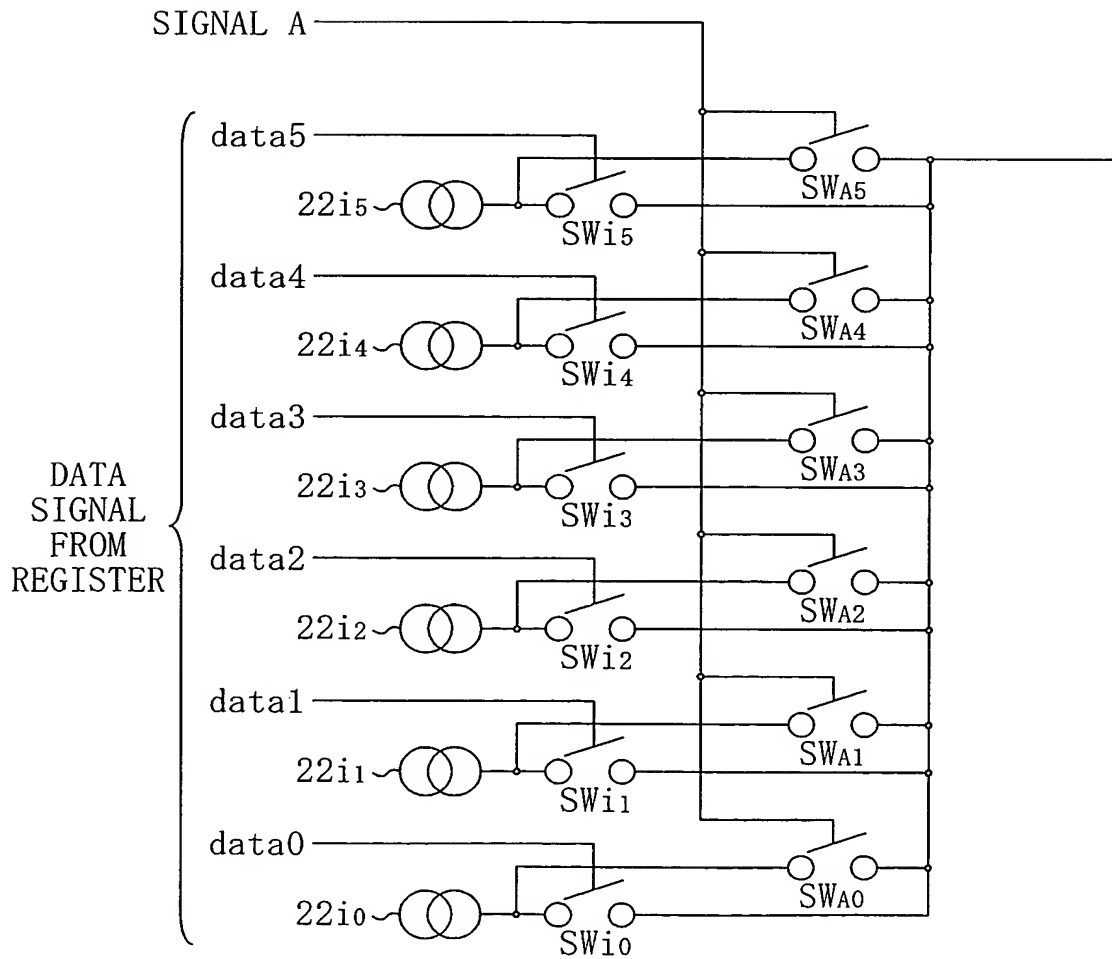 SIGNAL A
data5
SWA5
22i5
SWi5
data4
SWA4
22i4
SWi4
data3
SWA3
22i3
SWi3
DATA
SIGNAL
FROM
REGISTER
data2
SWA2
22i2
SWi2
data1
SWA1
22i1
SWi1
data0
SWA0
22i0
SWi0